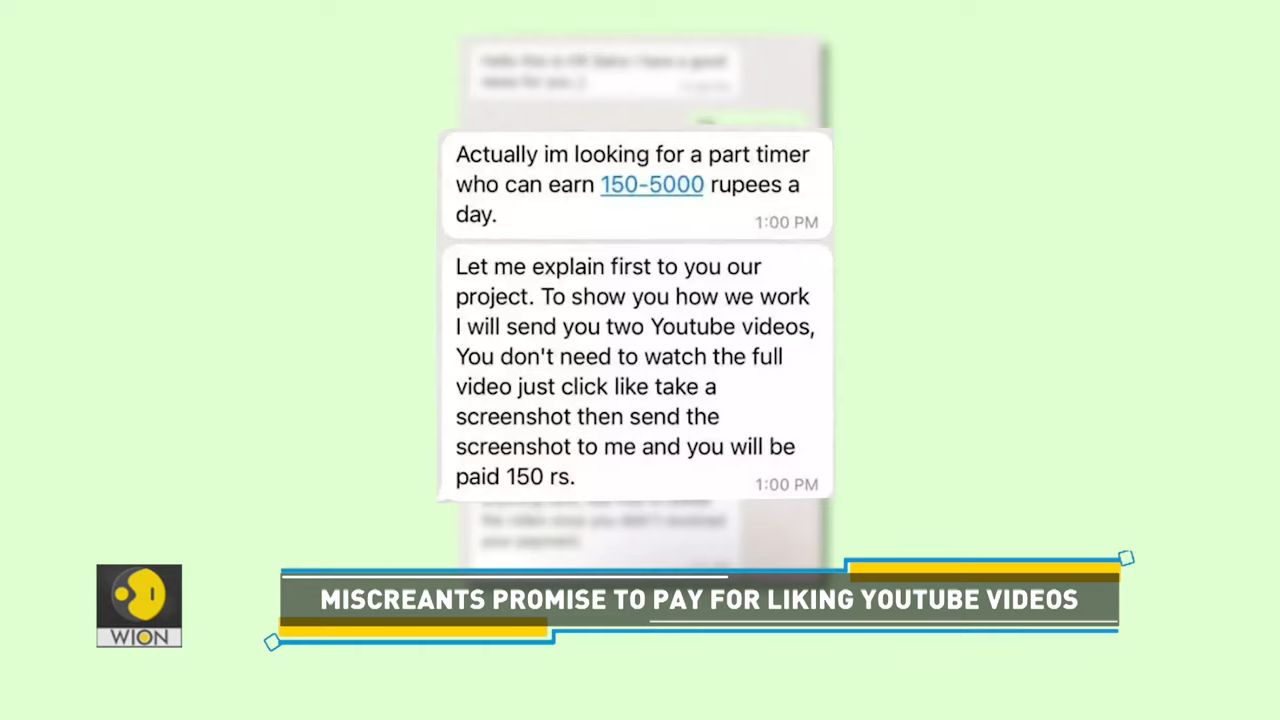 Actually im looking for a part timer
who can earn 150-5000 rupees a
day.
1:00 PM
Let me explain first to you our
project. To show you how we work
I will send you two Youtube videos,
You don't need to watch the full
video just click like take a
screenshot then send the
screenshot to me and you will be
paid 150 rs.
1:00 PM
MISCREANTS PROMISE TO PAY FOR LIKING YOUTUBE VIDEOS
WION